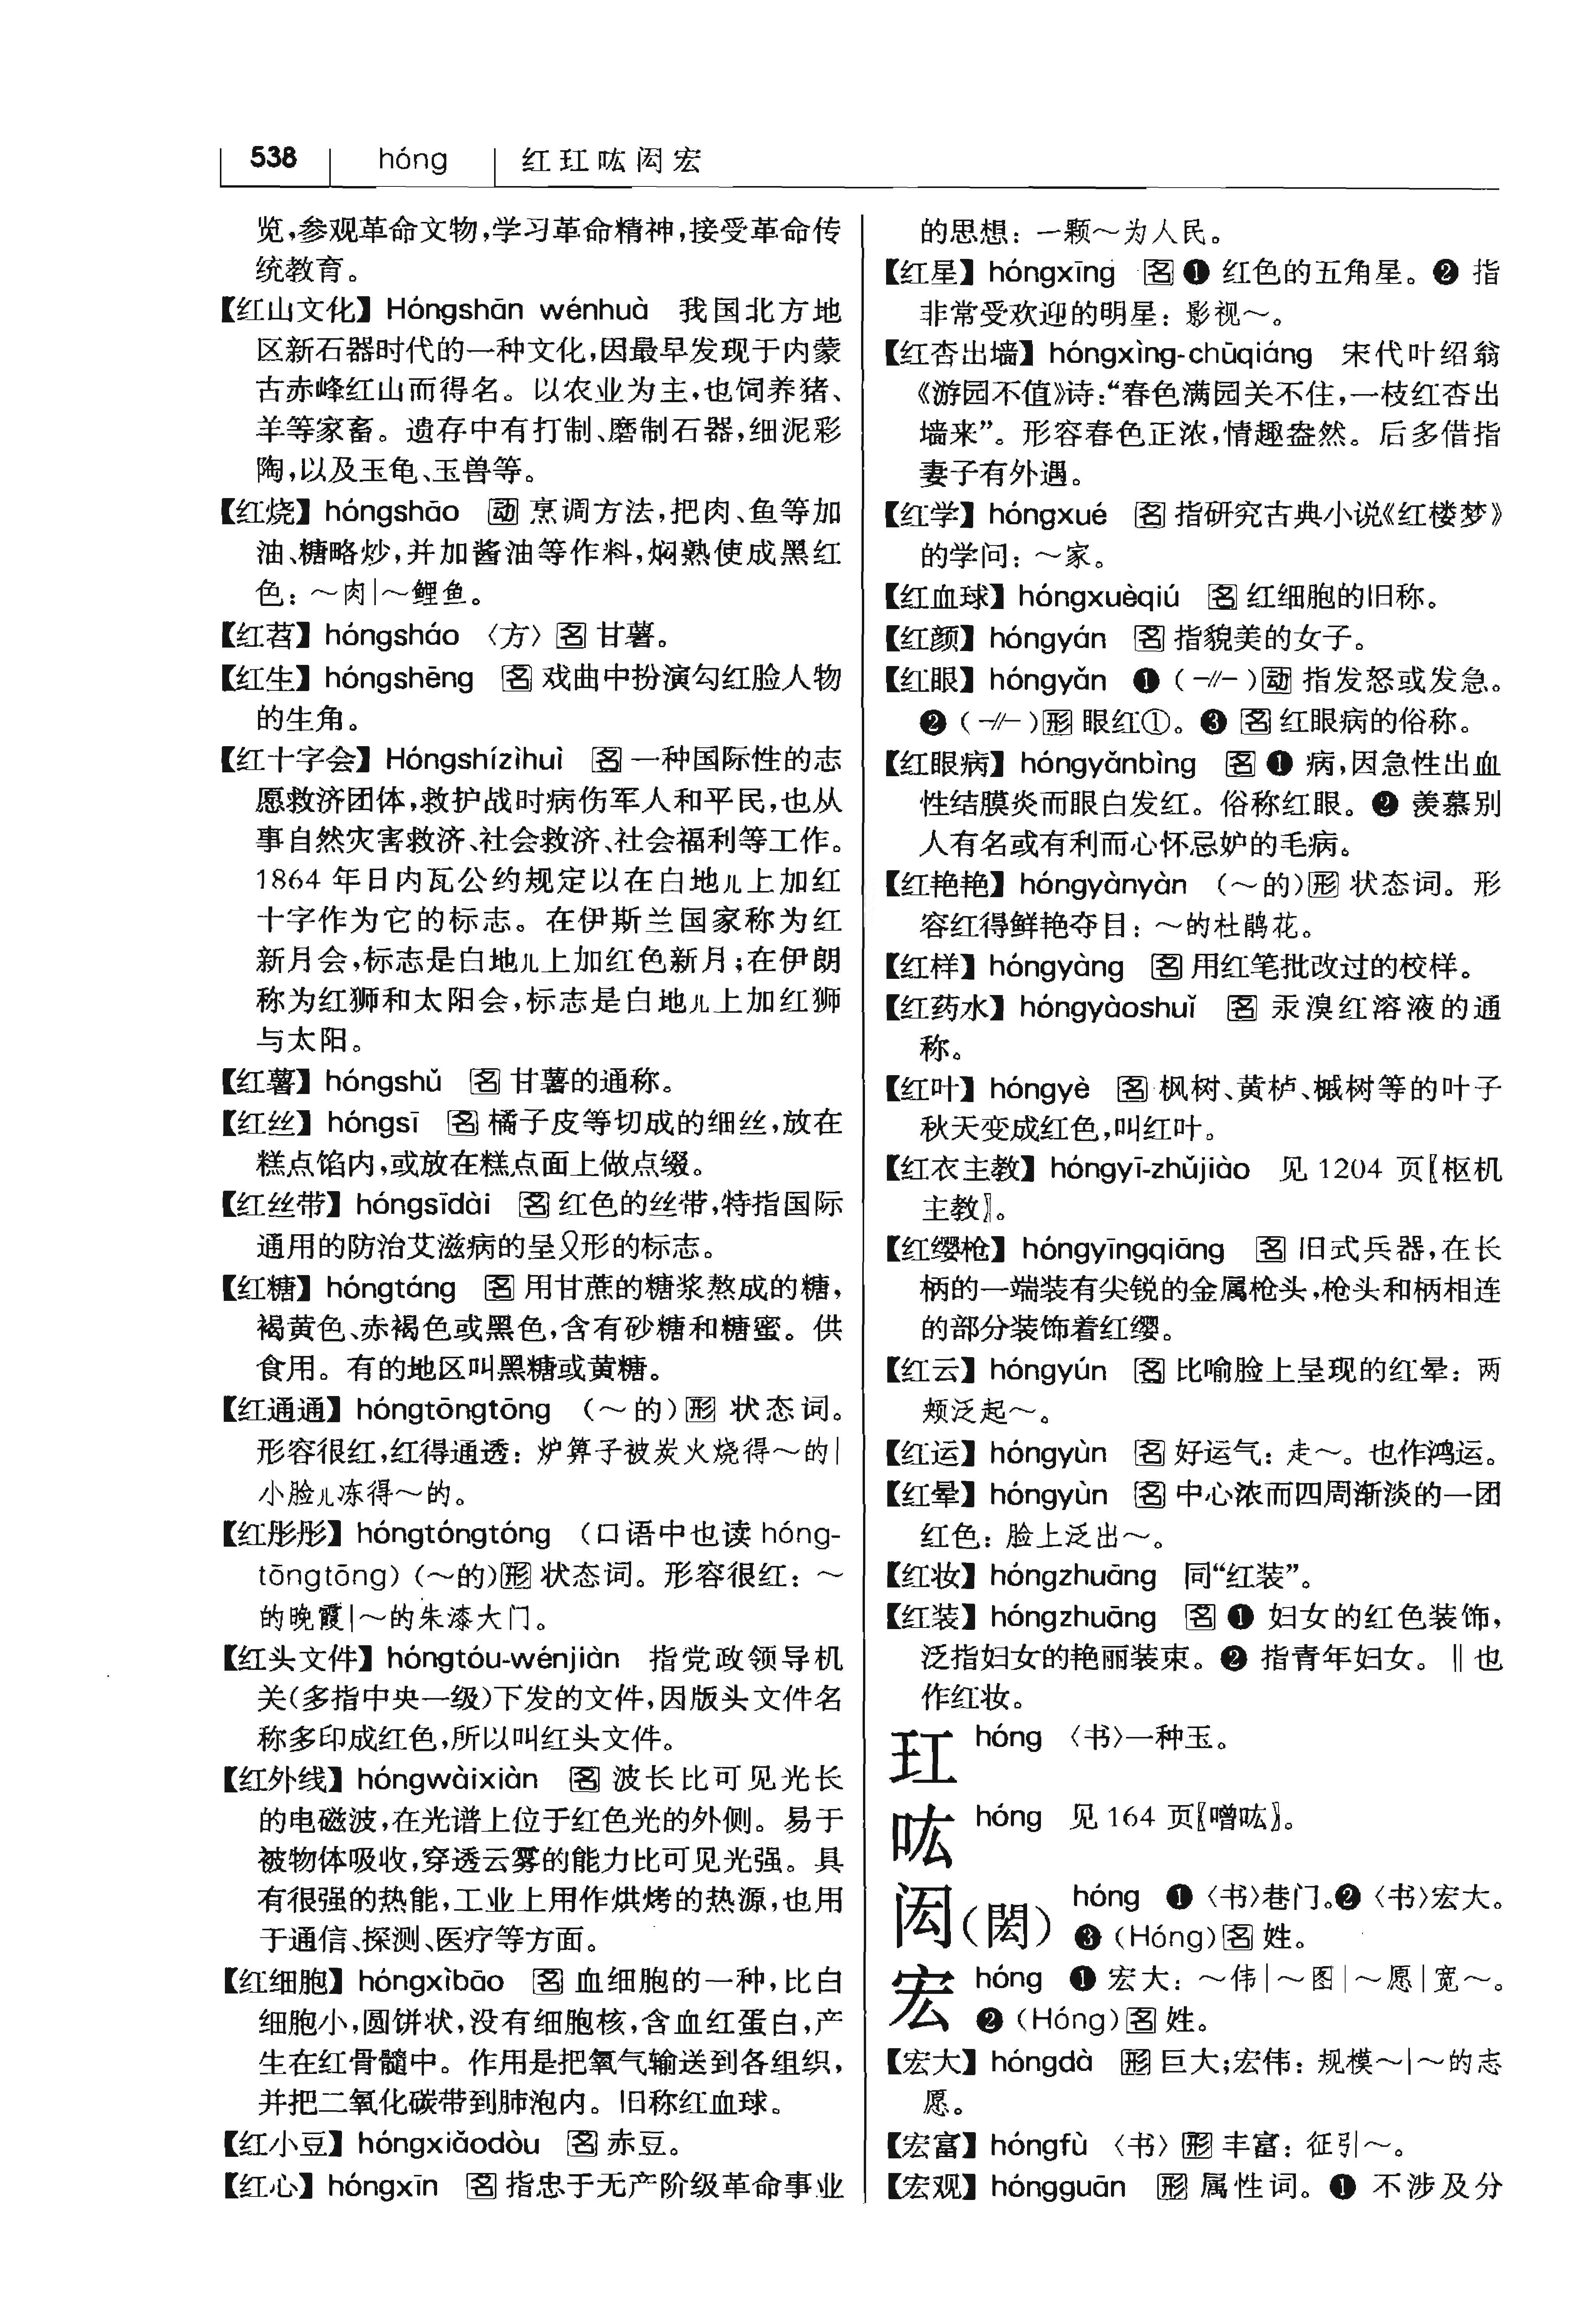 538 hóng 红玒吰闳宏
览,参观革命文物,学习革命精神,接受革命传
统教育。
【红山文化】Hóngshān wénhuà 我国北方地
区新石器时代的一种文化,因最早发现于内蒙
古赤峰红山而得名。以农业为主,也饲养猪、
羊等家畜。遗存中有打制、磨制石器,细泥彩
陶,以及玉龟、玉兽等。
【红烧】hóngshāo 动 烹调方法,把肉、鱼等加
油、糖略炒,并加酱油等作料,焖熟使成黑红
色:～肉|～鲤鱼。
【红苕】hóngsháo 〈方〉名 甘薯。
【红生】hóngshēng 名 戏曲中扮演勾红脸人物
的生角。
【红十字会】Hóngshízìhuì 名 一种国际性的志
愿救济团体,救护战时病伤军人和平民,也从
事自然灾害救济、社会救济、社会福利等工作。
1864 年日内瓦公约规定以在白地儿上加红
十字作为它的标志。在伊斯兰国家称为红
新月会,标志是白地儿上加红色新月;在伊朗
称为红狮和太阳会,标志是白地儿上加红狮
与太阳。
【红薯】hóngshǔ 名 甘薯的通称。
【红丝】hóngsī 名 橘子皮等切成的细丝,放在
糕点馅内,或放在糕点面上做点缀。
【红丝带】hóngsīdài 名 红色的丝带,特指国际
通用的防治艾滋病的呈形的标志。
【红糖】hóngtáng 名 用甘蔗的糖浆熬成的糖,
褐黄色、赤褐色或黑色,含有砂糖和糖蜜。供
食用。有的地区叫黑糖或黄糖。
【红通通】hóngtōngtōng (～的)形 状态词。
形容很红,红得通透:炉箅子被炭火烧得～的|
小脸儿冻得～的。
【红彤彤】hóngtóngtóng (口语中也读 hóng-
tōngtōng)(～的)形 状态词。形容很红:～
的晚霞|～的朱漆大门。
【红头文件】hóngtóu-wénjiàn 指党政领导机
关(多指中央一级)下发的文件,因版头文件名
称多印成红色,所以叫红头文件。
【红外线】hóngwàixiàn 名 波长比可见光长
的电磁波,在光谱上位于红色光的外侧。易于
被物体吸收,穿透云雾的能力比可见光强。具
有很强的热能,工业上用作烘烤的热源,也用
于通信、探测、医疗等方面。
【红细胞】hóngxìbāo 名 血细胞的一种,比白
细胞小,圆饼状,没有细胞核,含血红蛋白,产
生在红骨髓中。作用是把氧气输送到各组织,
并把二氧化碳带到肺泡内。旧称红血球。
【红小豆】hóngxiǎodòu 名 赤豆。
【红心】hóngxīn 名 指忠于无产阶级革命事业
的思想:一颗～为人民。
【红星】hóngxīng 名 ❶ 红色的五角星。❷ 指
非常受欢迎的明星:影视～。
【红杏出墙】hóngxìng-chūqiáng 宋代叶绍翁
《游园不值》诗:“春色满园关不住,一枝红杏出
墙来”。形容春色正浓,情趣盎然。后多借指
妻子有外遇。
【红学】hóngxué 名 指研究古典小说《红楼梦》
的学问:～家。
【红血球】hóngxuèqiú 名 红细胞的旧称。
【红颜】hóngyán 名 指貌美的女子。
【红眼】hóngyǎn ❶(-//-)动 指发怒或发急。
❷(-//-)形 眼红①。❸ 名 红眼病的俗称。
【红眼病】hóngyǎnbìng 名 ❶ 病,因急性出血
性结膜炎而眼白发红。俗称红眼。❷ 羡慕别
人有名或有利而心怀忌妒的毛病。
【红艳艳】hóngyànyàn (～的)形 状态词。形
容红得鲜艳夺目:～的杜鹃花。
【红样】hóngyàng 名 用红笔批改过的校样。
【红药水】hóngyàoshuǐ 名 汞溴红溶液的通
称。
【红叶】hóngyè 名 枫树、黄栌、槭树等的叶子
秋天变成红色,叫红叶。
【红衣主教】hóngyī-zhǔjiào 见 1204 页〖枢机
主教〗。
【红缨枪】hóngyīngqiāng 名 旧式兵器,在长
柄的一端装有尖锐的金属枪头,枪头和柄相连
的部分装饰着红缨。
【红云】hóngyún 名 比喻脸上呈现的红晕:两
颊泛起～。
【红运】hóngyùn 名 好运气:走～。也作鸿运。
【红晕】hóngyùn 名 中心浓而四周渐淡的一团
红色:脸上泛出～。
【红妆】hóngzhuāng 同“红装”。
【红装】hóngzhuāng 名 ❶ 妇女的红色装饰,
泛指妇女的艳丽装束。❷ 指青年妇女。‖也
作红妆。
玒 hóng 〈书〉一种玉。
吰 hóng 见 164 页〖噌吰〗。
闳(閎) hóng ❶〈书〉巷门。❷〈书〉宏大。
❸(Hóng)名 姓。
宏 hóng ❶ 宏大:～伟|～图|～愿|宽～。
❷(Hóng)名 姓。
【宏大】hóngdà 形 巨大;宏伟:规模～|～的志
愿。
【宏富】hóngfù 〈书〉形 丰富:征引～。
【宏观】hóngguān 形 属性词。❶ 不涉及分